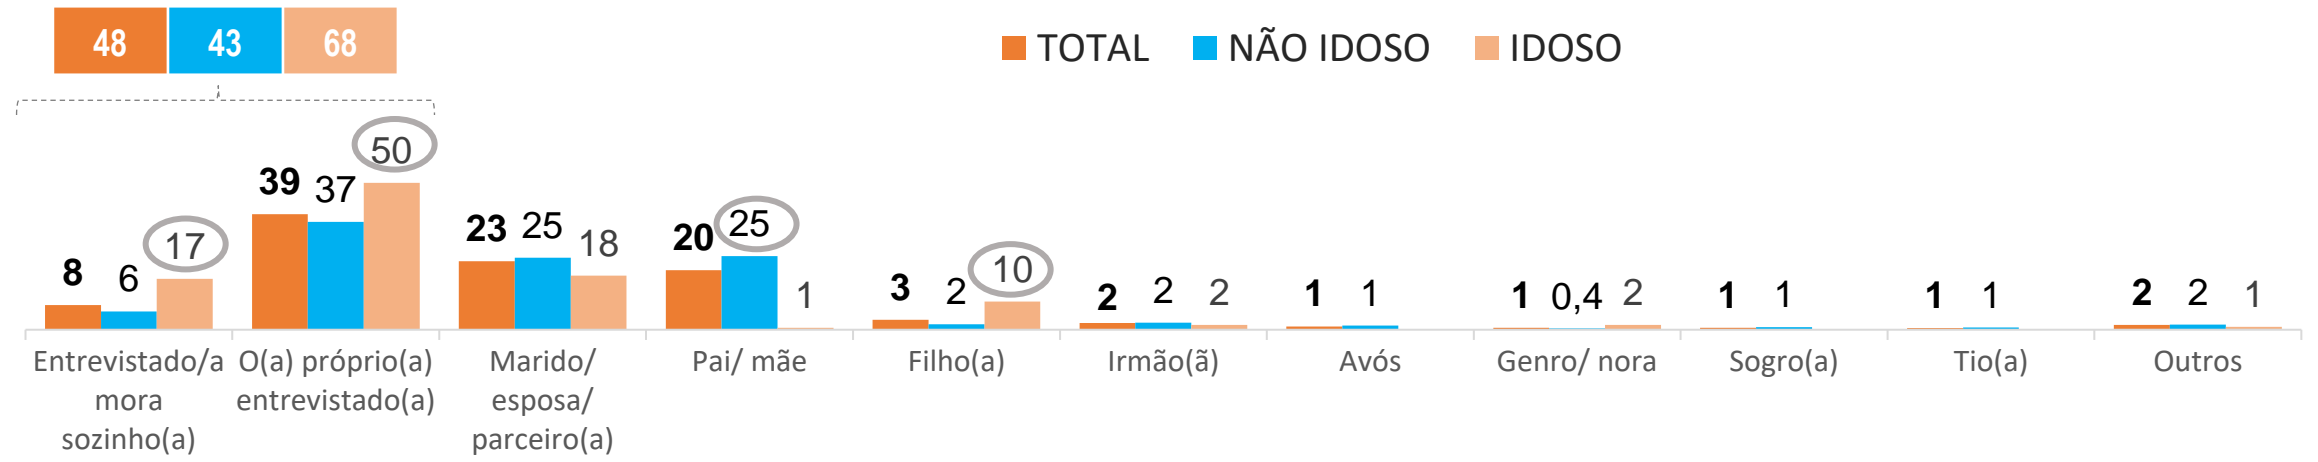 48 43 68
TOTAL NÃO IDOSO IDOSO
8 6 17
39 37 50
23 25 18
20 25 1
3 2 10
2 2 2
1 1
1 0,4 2
1 1
1 1
2 2 1
Entrevistado/a
mora
sozinho(a)
O(a) próprio(a)
entrevistado(a)
Marido/
esposa/
parceiro(a)
Pai/ mãe
Filho(a)
Irmão(ã)
Avós
Genro/ nora
Sogro(a)
Tio(a)
Outros